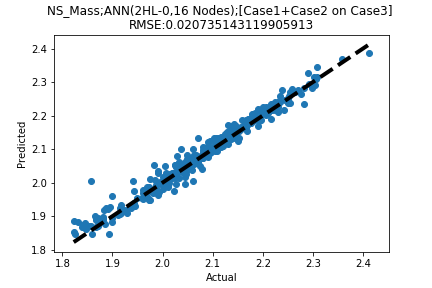 NS_Mass;ANN(2HL-0,16 Nodes);[Case1+Case2 on Case3]
RMSE:0.020735143119905913
2.4
2.3
2.2
2.1
2.0
1.9
1.8
Predicted
1.8 1.9 2.0 2.1 2.2 2.3 2.4
Actual